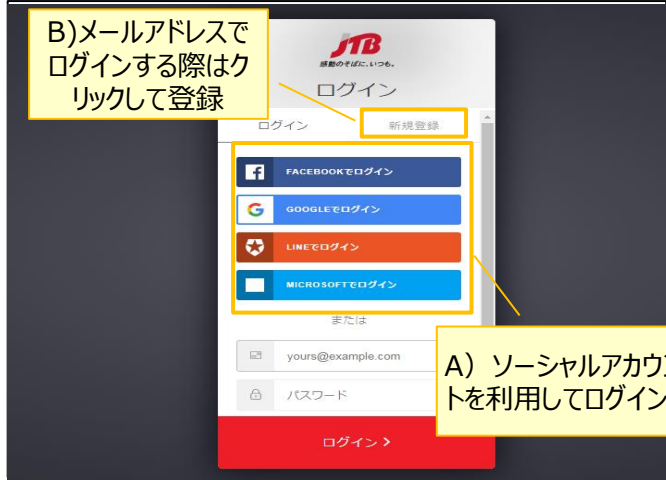 B)メールアドレスで
ログインする際はク
リックして登録
JTB
感動のそばに、いつも。
ログイン
ログイン
新規登録
FACEBOOKでログイン
GOOGLEでログイン
LINEでログイン
MICROSOFTでログイン
または
yours@example.com
パスワード
A）ソーシャルアカウン
トを利用してログイン
ログイン >